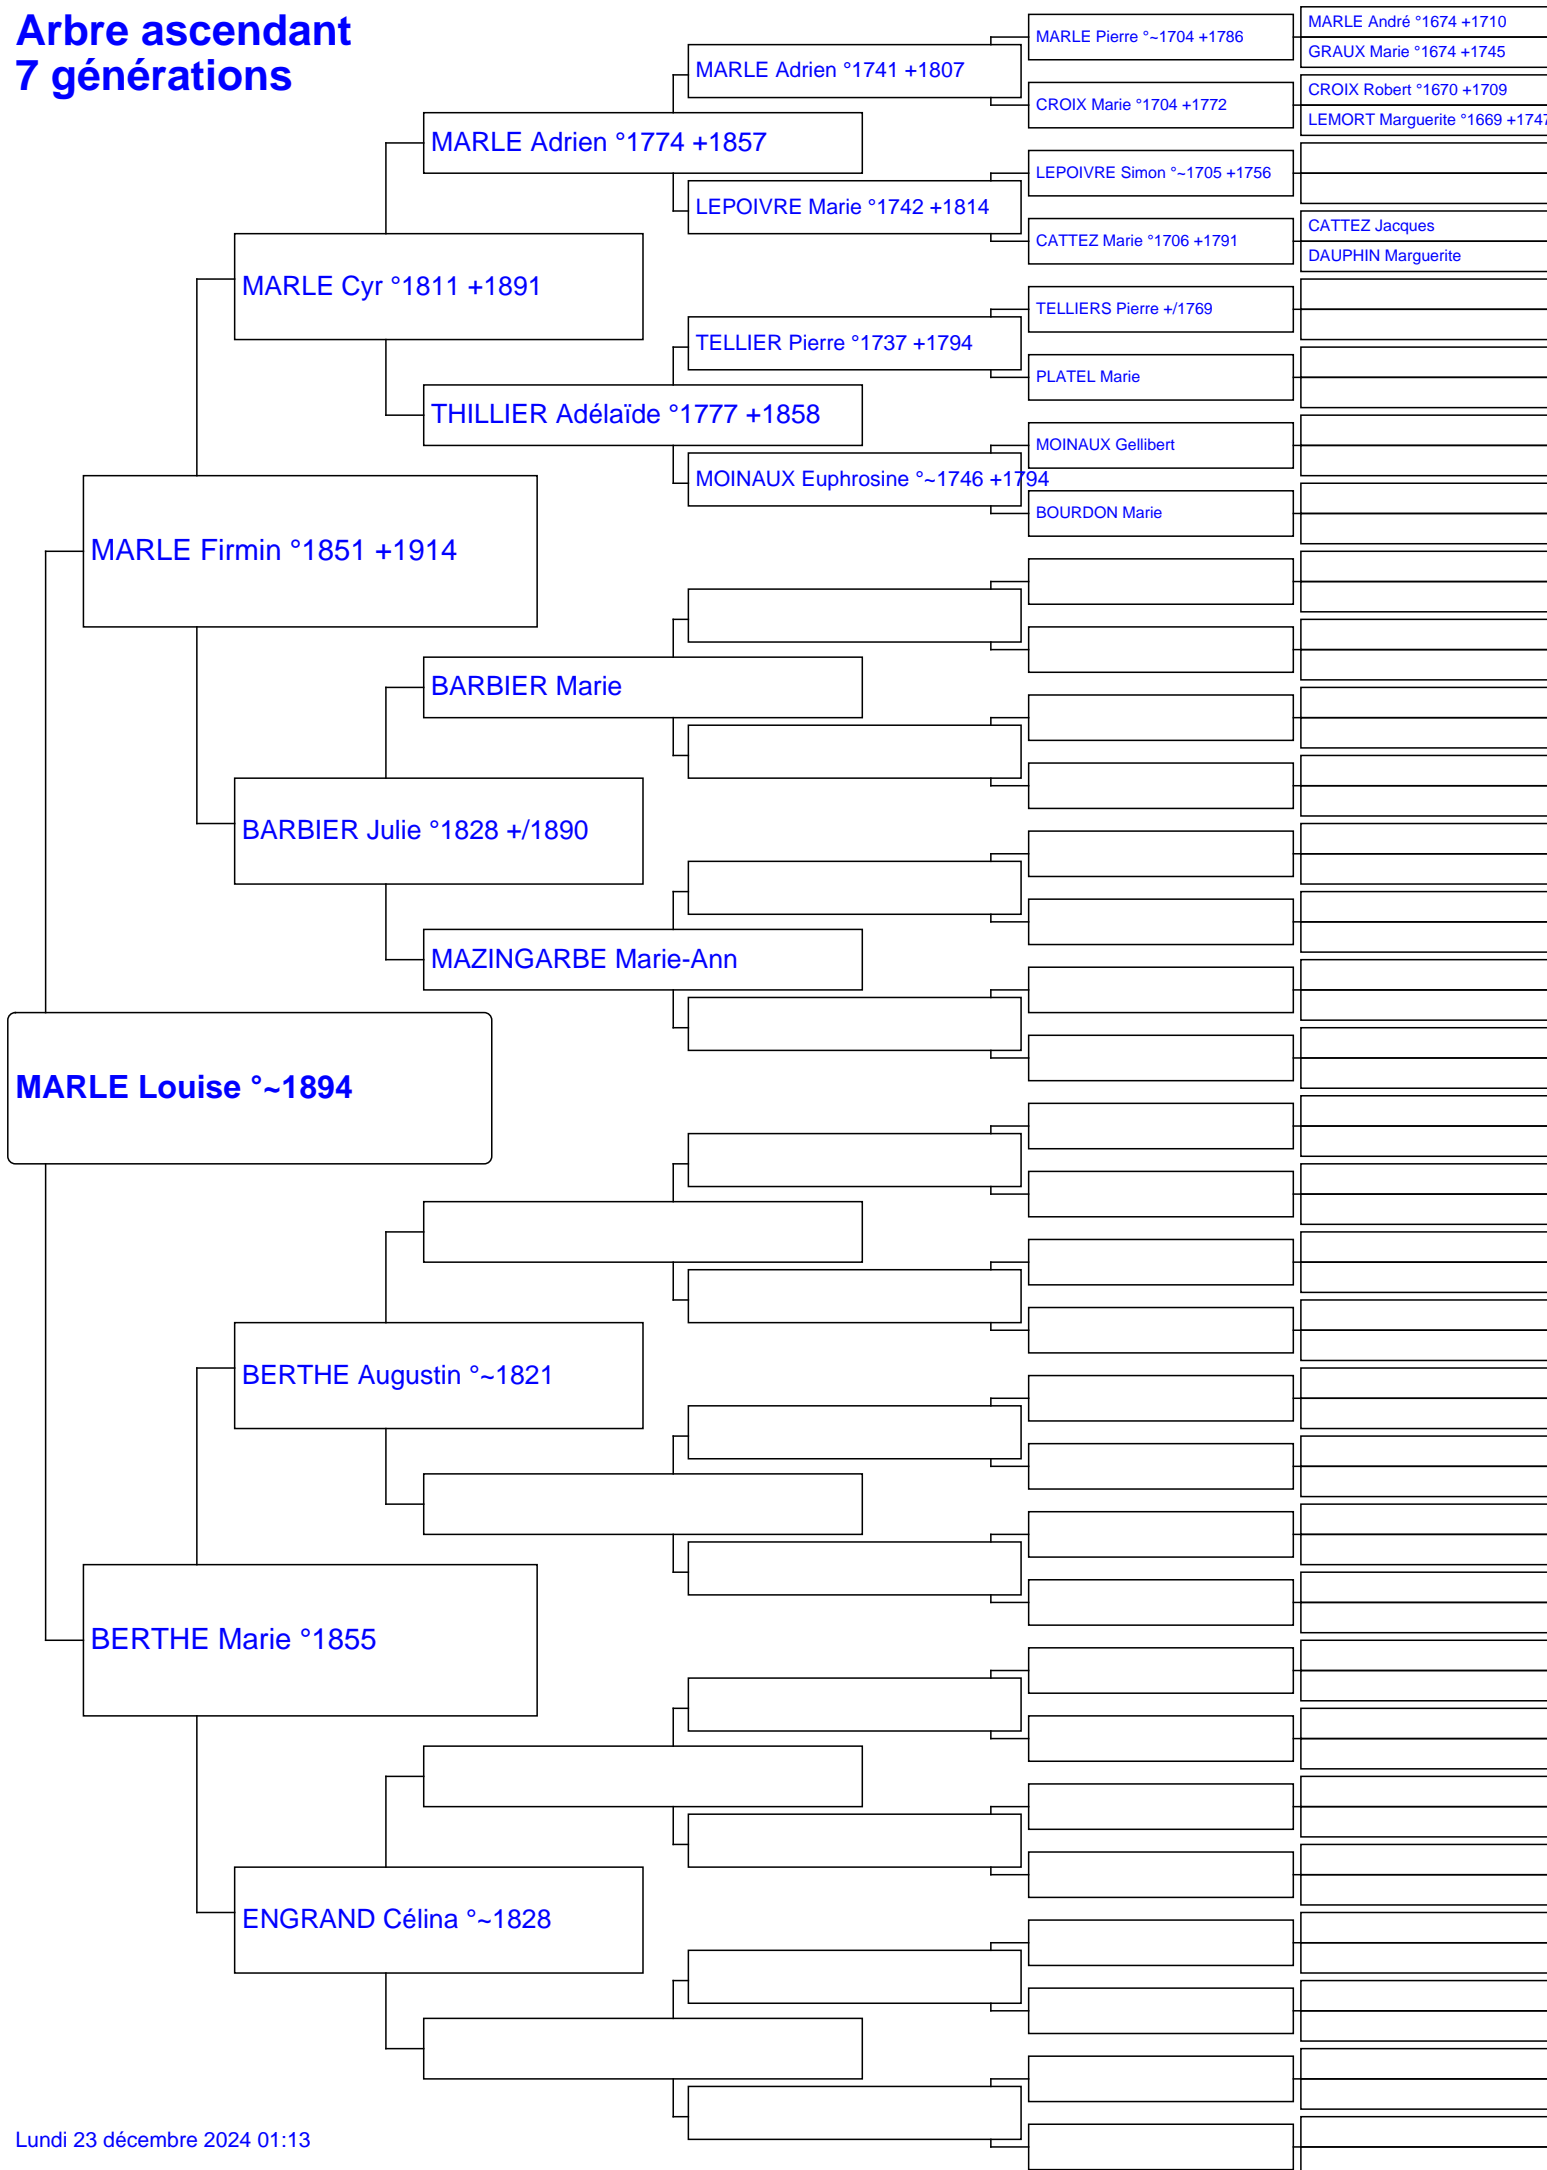 Arbre ascendant
7 générations
MARLE Pierre °~1704 +1786
MARLE André °1674 +1710
GRAUX Marie °1674 +1745
MARLE Adrien °1741 +1807
CROIX Marie °1704 +1772
CROIX Robert °1670 +1709
LEMORT Marguerite °1669 +1747
MARLE Adrien °1774 +1857
LEPOIVRE Simon °~1705 +1756
LEPOIVRE Marie °1742 +1814
CATTEZ Marie °1706 +1791
CATTEZ Jacques
DAUPHIN Marguerite
MARLE Cyr °1811 +1891
TELLIERS Pierre +/1769
TELLIER Pierre °1737 +1794
PLATEL Marie
THILLIER Adélaïde °1777 +1858
MOINAUX Gellibert
MOINAUX Euphrosine °~1746 +1794
BOURDON Marie
MARLE Firmin °1851 +1914
BARBIER Marie
BARBIER Julie °1828 +/1890
MAZINGARBE Marie-Ann
MARLE Louise °~1894
BERTHE Augustin °~1821
BERTHE Marie °1855
ENGRAND Célina °~1828
Lundi 23 décembre 2024 01:13